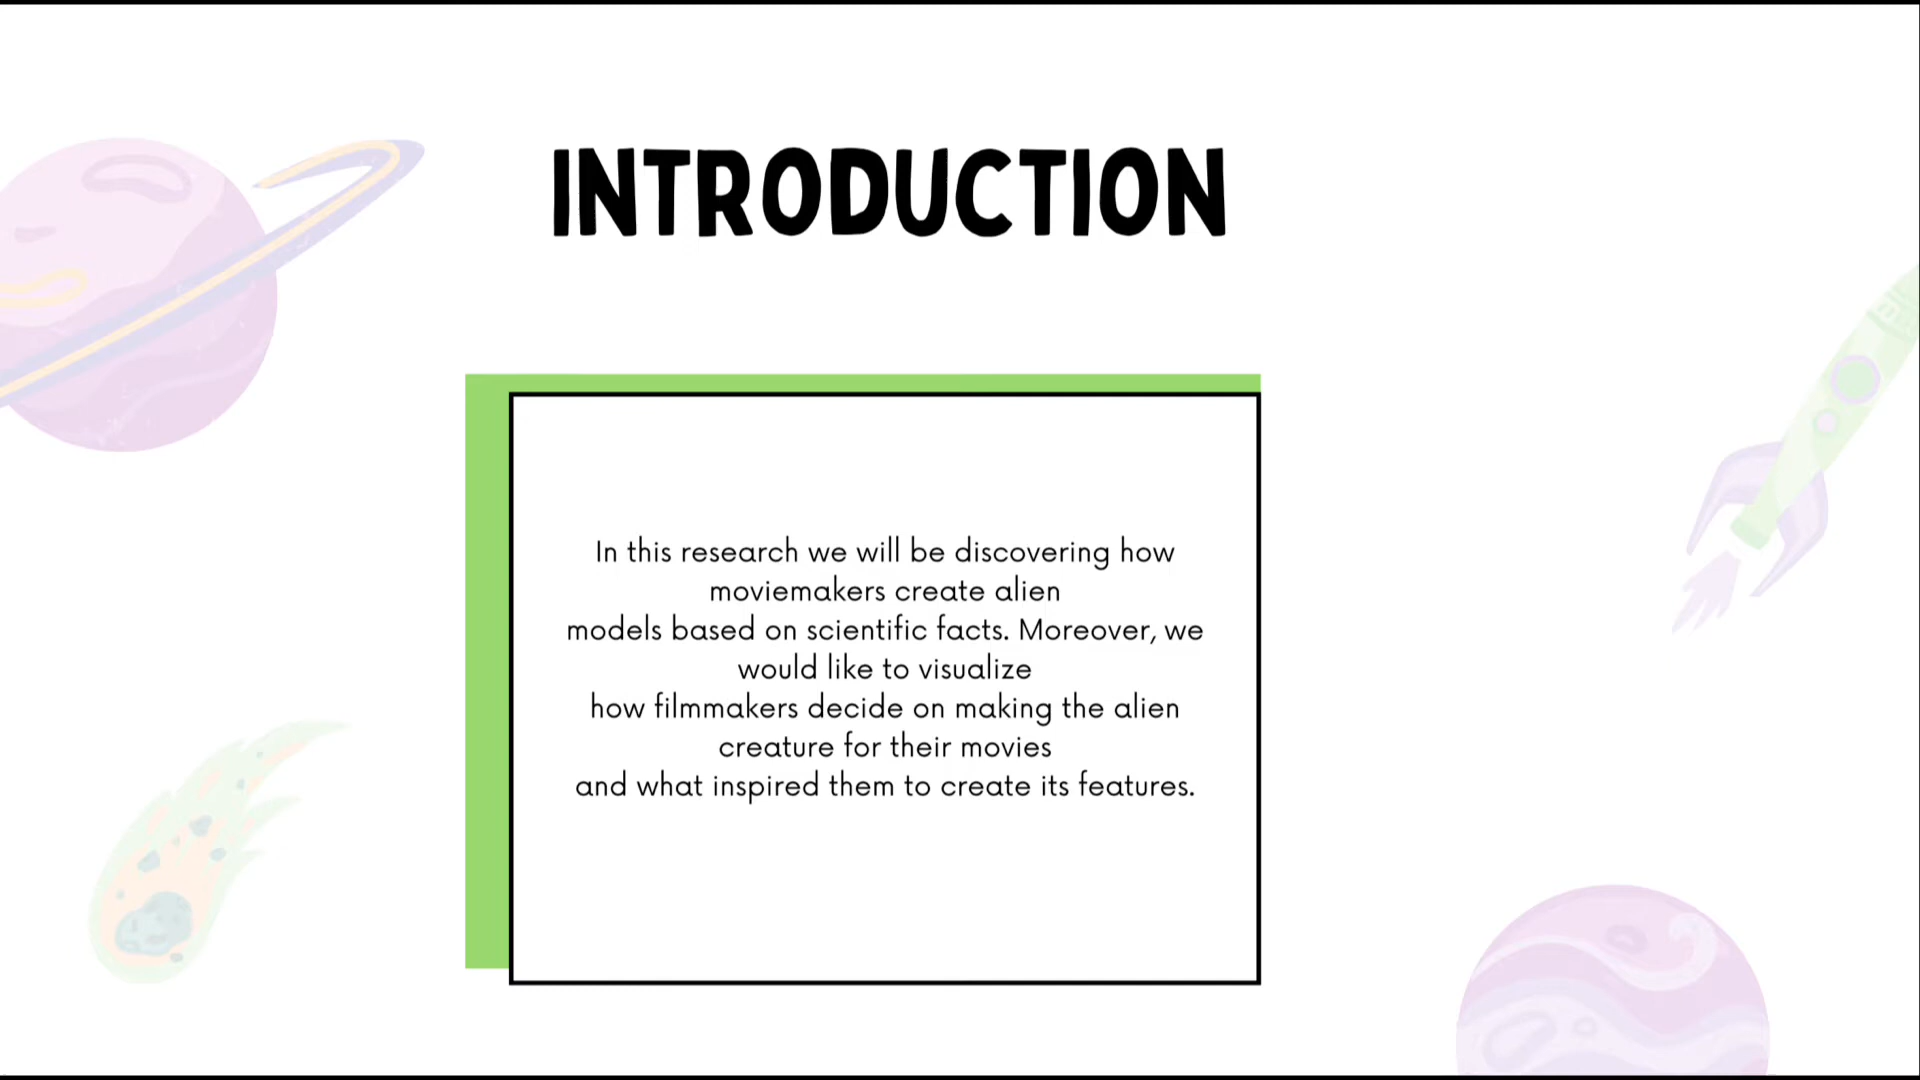 INTRODUCTION
In this research we will be discovering how
moviemakers create alien
models based on scientific facts. Moreover, we
would like to visualize
how filmmakers decide on making the alien
creature for their movies
and what inspired them to create its features.